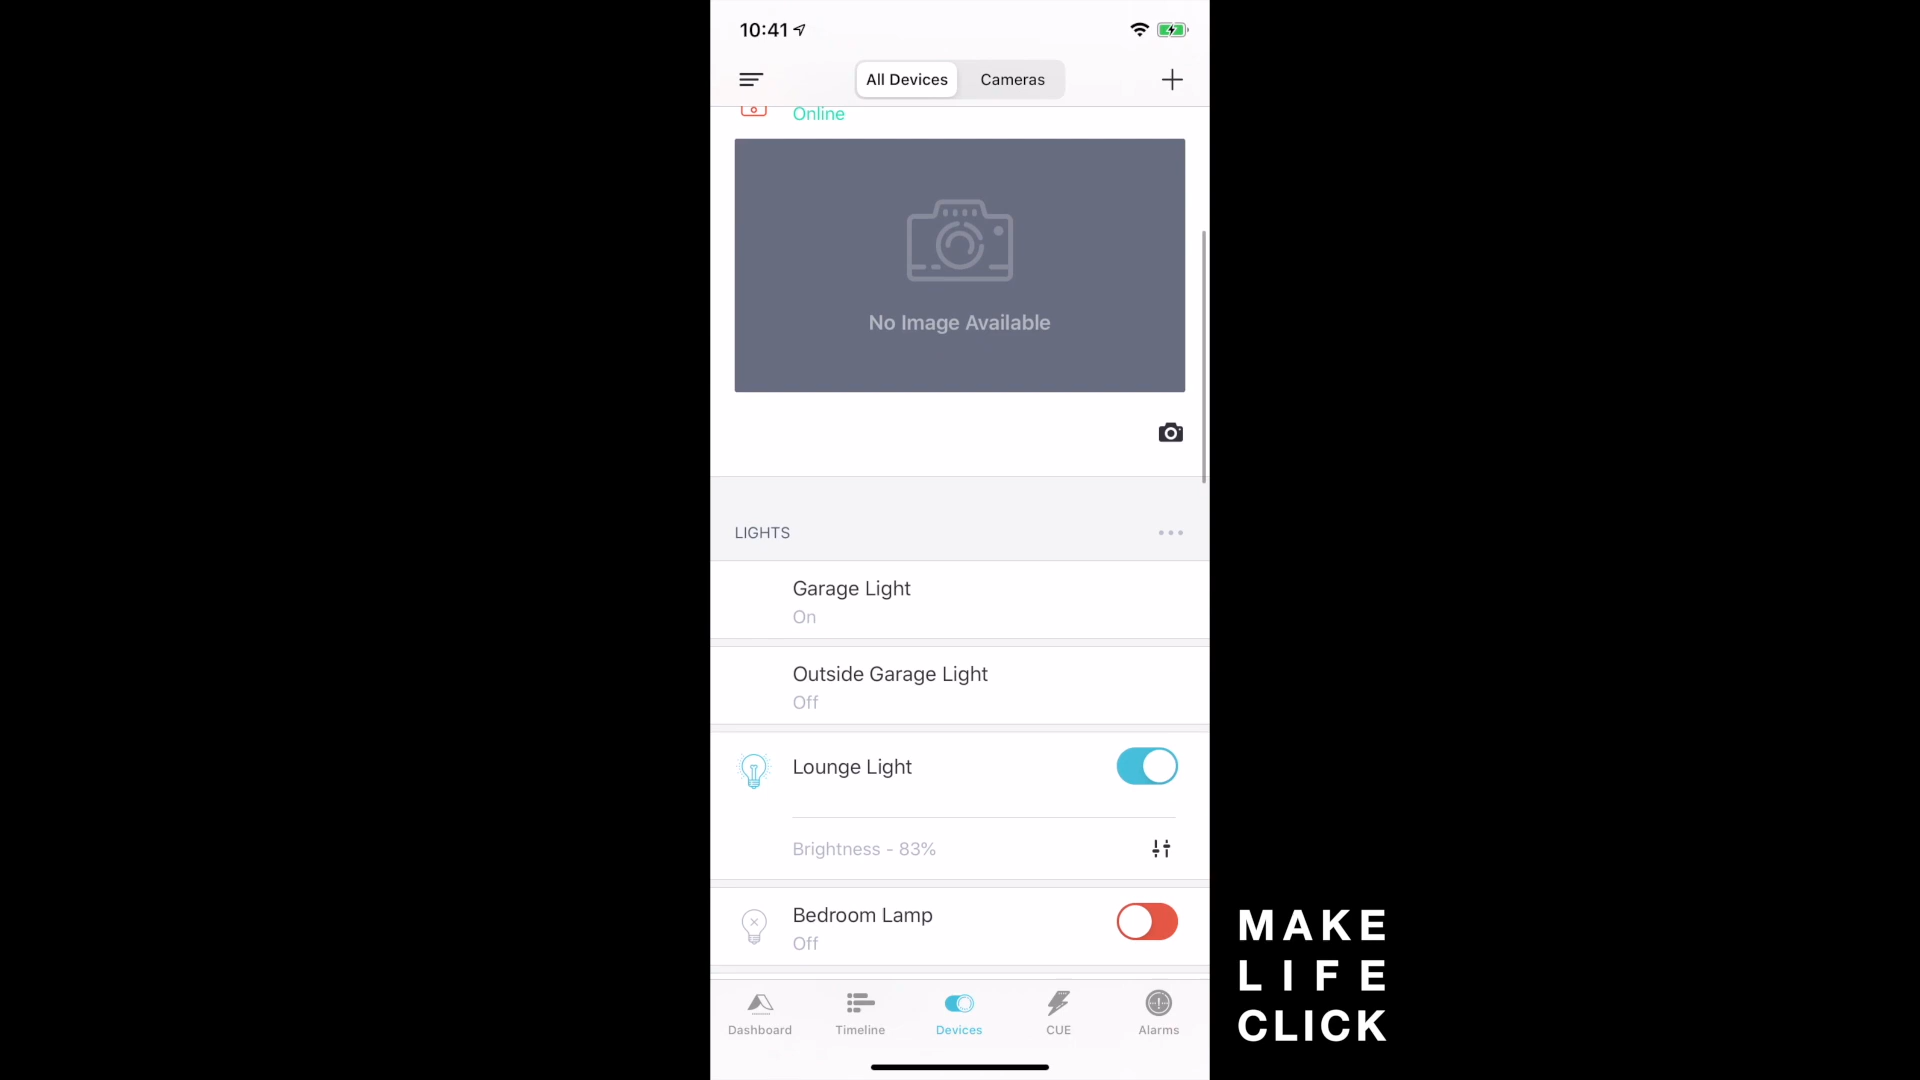 10:41
All Devices
Cameras
Online
No Image Available
LIGHTS
Garage Light
On
Outside Garage Light
Off
Lounge Light
Brightness - 83%
Bedroom Lamp
Off
Dashboard
Timeline
Devices
CUE
Alarms
MAKE
LIFE
CLICK